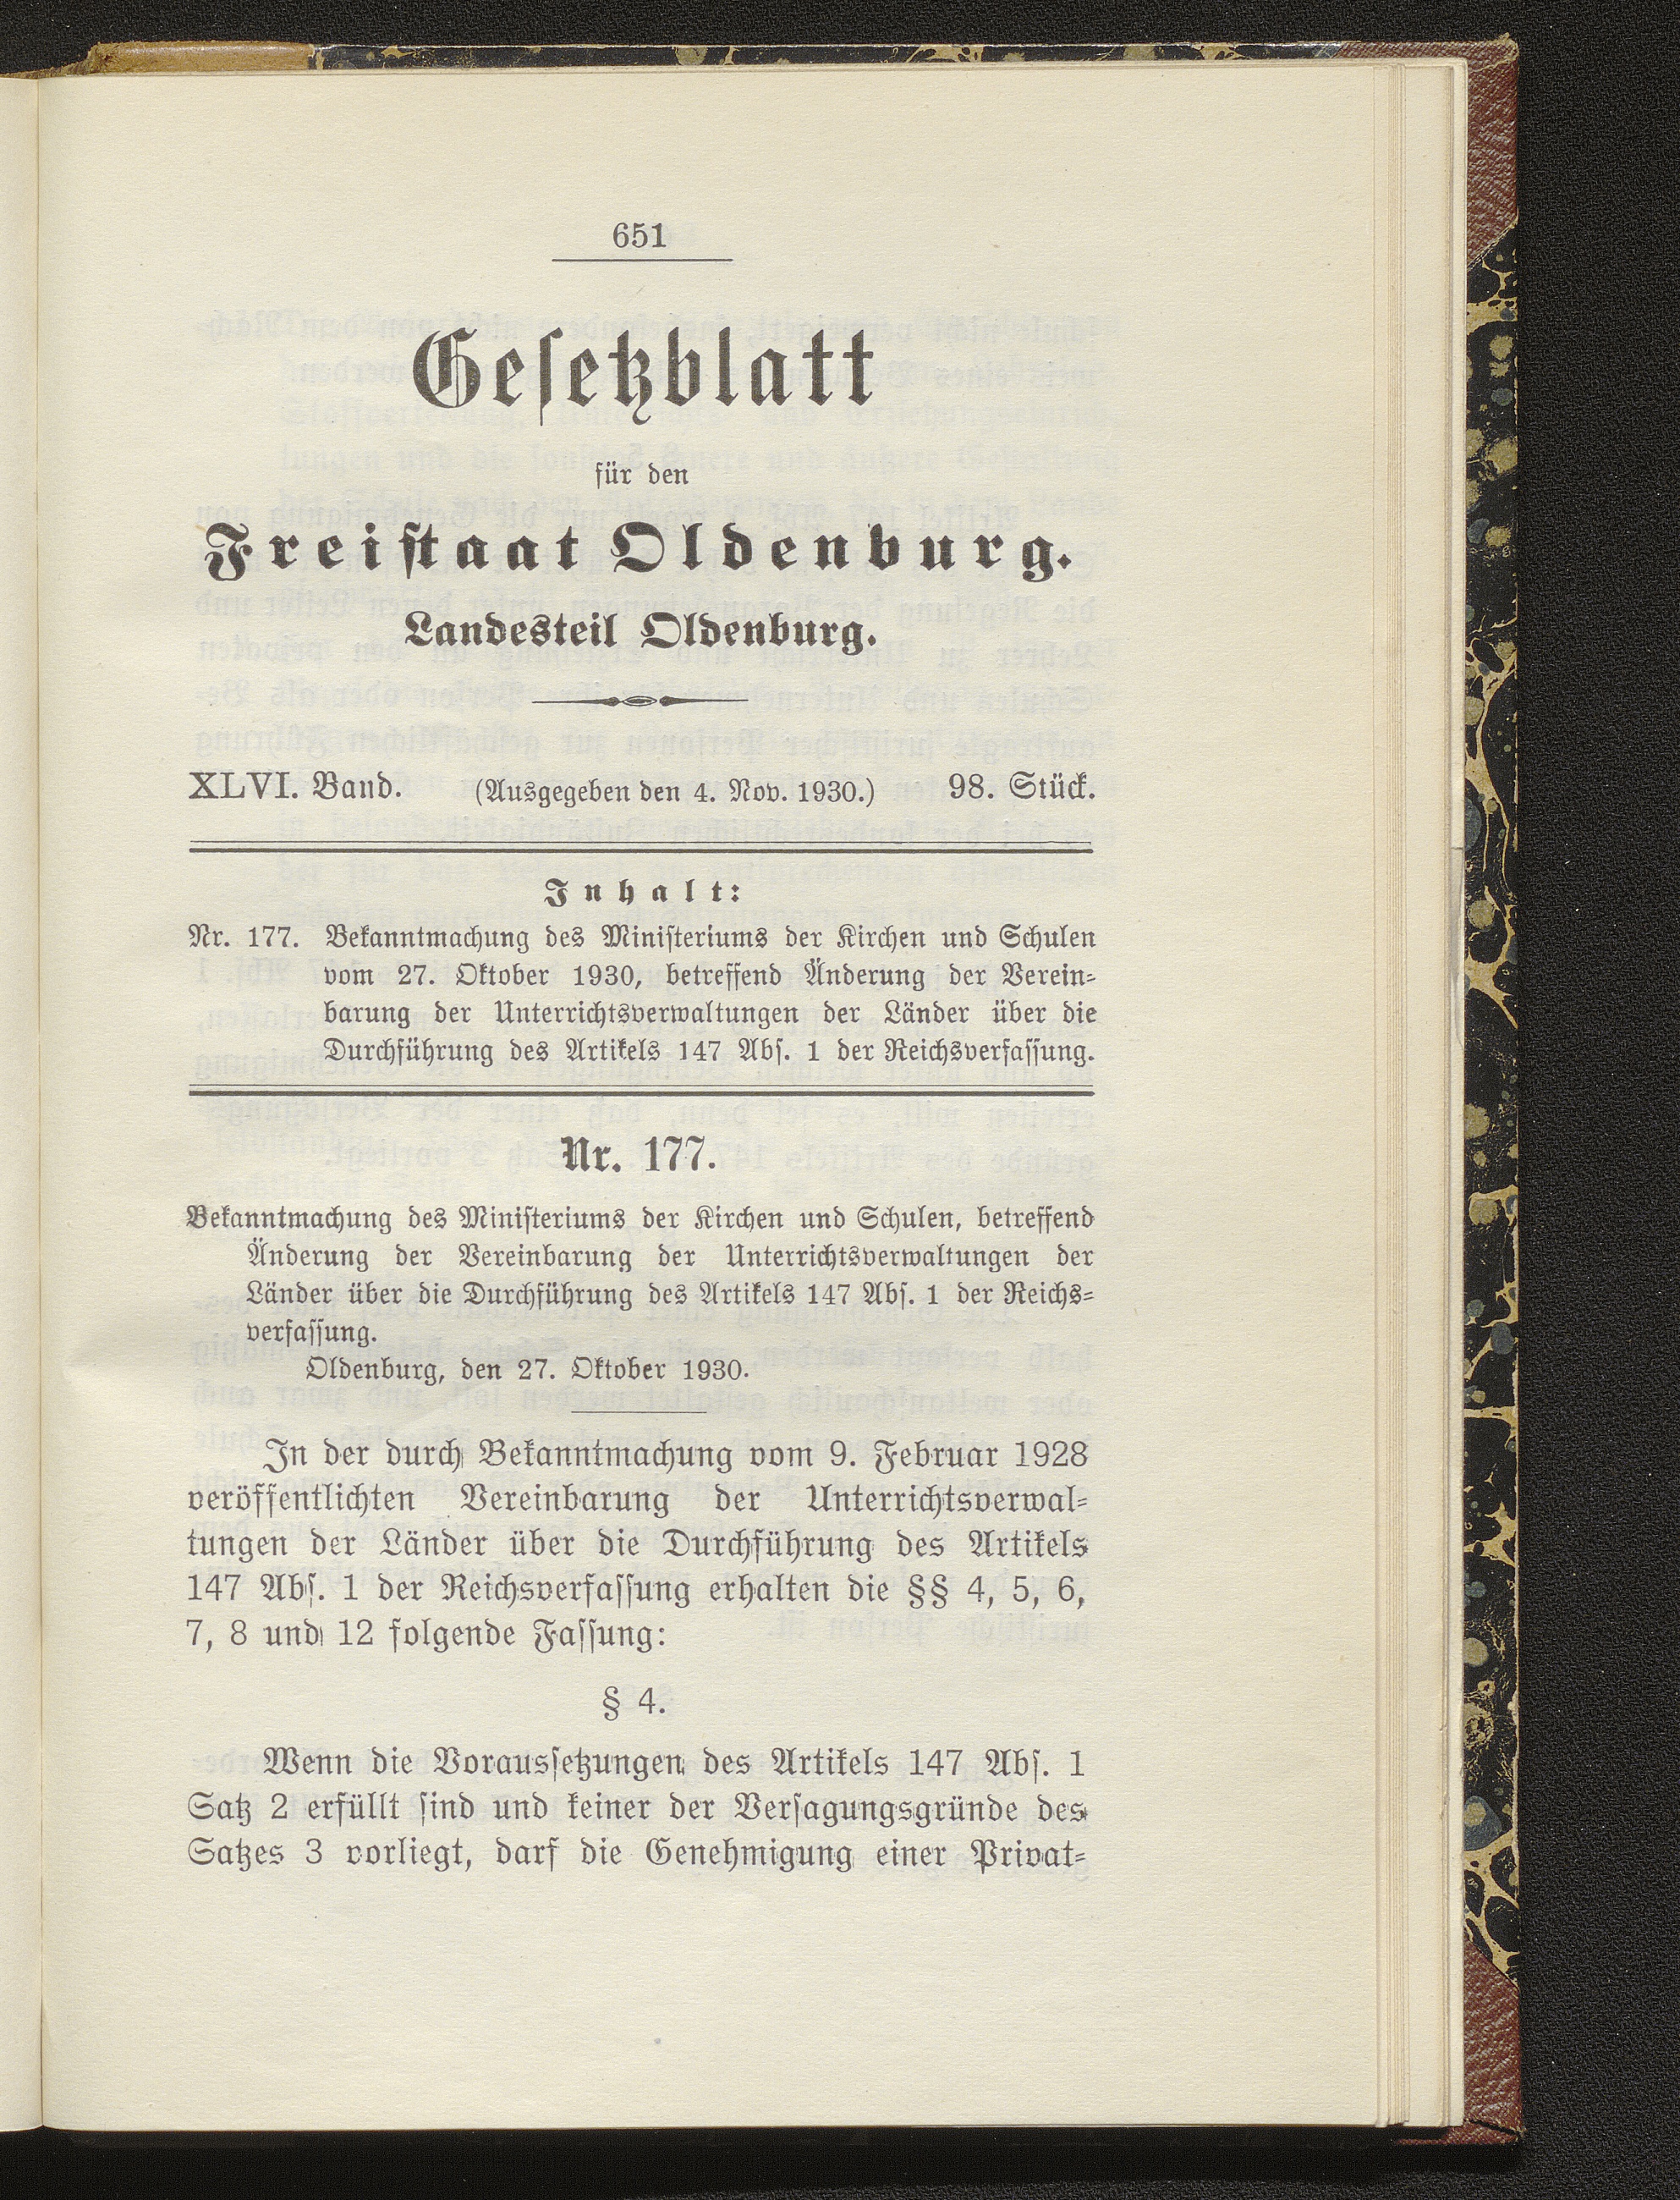 651
Gesetzblatt
für den
Freistaat Oldenburg.
Landesteil Oldenburg.
XLVI. Band. (Ausgegeben den 4. Nov. 1930.) 98. Stück.
Inhalt:
Nr. 177. Bekanntmachung des Ministeriums der Kirchen und Schulen
vom 27. Oktober 1930, betreffend Änderung der Verein-
barung der Unterrichtsverwaltungen der Länder über die
Durchführung des Artikels 147 Abs. 1 der Reichsverfassung.
Nr. 177.
Bekanntmachung des Ministeriums der Kirchen und Schulen, betreffend
Änderung der Vereinbarung der Unterrichtsverwaltungen der
Länder über die Durchführung des Artikels 147 Abs. 1 der Reichs-
verfassung.
Oldenburg, den 27. Oktober 1930.
In der durch Bekanntmachung vom 9. Februar 1928
veröffentlichten Vereinbarung der Unterrichtsverwal-
tungen der Länder über die Durchführung des Artikels
147 Abs. 1 der Reichsverfassung erhalten die §§ 4, 5, 6,
7, 8 und 12 folgende Fassung:
§ 4.
Wenn die Voraussetzungen des Artikels 147 Abs. 1
Satz 2 erfüllt sind und keiner der Versagungsgründe des
Satzes 3 vorliegt, darf die Genehmigung einer Privat-